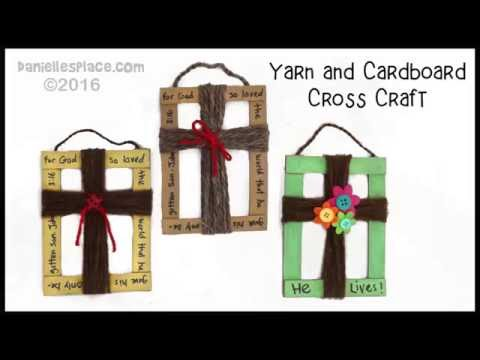 DaniellesPlace.com
©2016
Yarn and Cardboard
Cross Craft
for God so loved
the world that he
gave his
only be-
gitten son. John
3:16
for God so loved
the
world that he
gave his
only be-
gitten Son. John
3:16
He Lives!